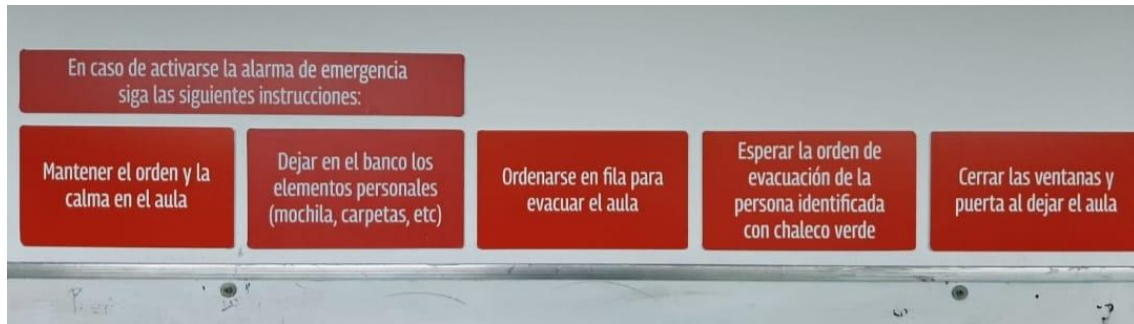 En caso de activarse la alarma de emergencia
siga las siguientes instrucciones:
Mantener el orden y la
calma en el aula
Dejar en el banco los
elementos personales
(mochila, carpetas, etc)
Ordenarse en fila para
evacuar el aula
Esperar la orden de
evacuación de la
persona identificada
con chaleco verde
Cerrar las ventanas y
puerta al dejar el aula